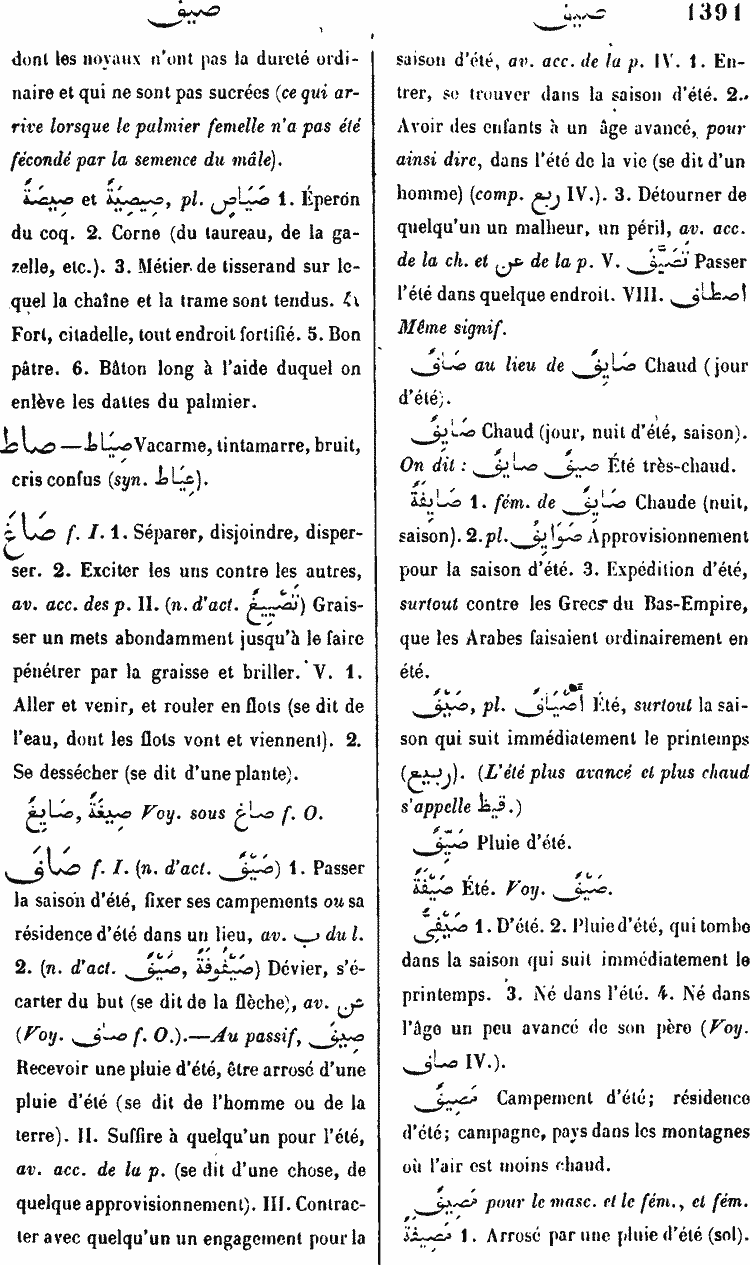 صيف
صيف 1391
dont les noyaux n'ont pas la dureté ordi-
naire et qui ne sont pas sucrées (ce qui ar-
rive lorsque le palmier femelle n'a pas été
fécondé par la semence du mâle).
صِيصَةٌ et صِيصِيَةٌ, pl. صَيَاصٍ 1. Éperon
du coq. 2. Corne (du taureau, de la ga-
zelle, etc.). 3. Métier de tisserand sur le-
quel la chaîne et la trame sont tendus. 4.
Fort, citadelle, tout endroit fortifié. 5. Bon
pâtre. 6. Bâton long à l'aide duquel on
enlève les dattes du palmier.
صاط — صِيَاط Vacarme, tintamarre, bruit,
cris confus (syn. عِيَاط).
صَاغَ f. I. 1. Séparer, disjoindre, disper-
ser. 2. Exciter les uns contre les autres,
av. acc. des p. II. (n. d'act. تَصْيِيغٌ) Grais-
ser un mets abondamment jusqu'à le faire
pénétrer par la graisse et briller. V. 1.
Aller et venir, et rouler en flots (se dit de
l'eau, dont les flots vont et viennent). 2.
Se dessécher (se dit d'une plante).
صَايِغٌ, صِيغَةٌ Voy. sous صاغ f. O.
صَافَ f. I. (n. d'act. صَيْفٌ) 1. Passer
la saison d'été, fixer ses campements ou sa
résidence d'été dans un lieu, av. ب du l.
2. (n. d'act. صَيْفٌ, صَيْفُوفَةٌ) Dévier, s'é-
carter du but (se dit de la flèche), av. عن
(Voy. صاف f. O.).—Au passif, صيف
Recevoir une pluie d'été, être arrosé d'une
pluie d'été (se dit de l'homme ou de la
terre). II. Suffire à quelqu'un pour l'été,
av. acc. de la p. (se dit d'une chose, de
quelque approvisionnement). III. Contrac-
ter avec quelqu'un un engagement pour la
saison d'été, av. acc. de la p. IV. 1. En-
trer, se trouver dans la saison d'été. 2.
Avoir des enfants à un âge avancé, pour
ainsi dire, dans l'été de la vie (se dit d'un
homme) (comp. ربع IV.). 3. Détourner de
quelqu'un un malheur, un péril, av. acc.
de la ch. et عن de la p. V. تَصَيَّفَ Passer
l'été dans quelque endroit. VIII. اصطاف
Même signif.
صَافٌ au lieu de صَايِفٌ Chaud (jour
d'été).
صَايِفٌ Chaud (jour, nuit d'été, saison).
On dit : صيفٌ صايفٌ Été très-chaud.
صَايِفَةٌ 1. fém. de صَايِفٌ Chaude (nuit,
saison). 2. pl. صَوَايِفُ Approvisionnement
pour la saison d'été. 3. Expédition d'été,
surtout contre les Grecs du Bas-Empire,
que les Arabes faisaient ordinairement en
été.
صَيْفٌ, pl. أَصْيَافٌ Été, surtout la sai-
son qui suit immédiatement le printemps
(ربيع). (L'été plus avancé et plus chaud
s'appelle قيظ.)
صَيِّفٌ Pluie d'été.
صَيْفَةٌ Été. Voy. صَيْفٌ.
صَيْفِىٌّ 1. D'été. 2. Pluie d'été, qui tombe
dans la saison qui suit immédiatement le
printemps. 3. Né dans l'été. 4. Né dans
l'âge un peu avancé de son père (Voy.
صاف IV.).
مَصِيفٌ Campement d'été; résidence
d'été; campagne, pays dans les montagnes
où l'air est moins chaud.
مَصِيفٌ pour le masc. et le fém., et fém.
مَصِيفَةٌ 1. Arrosé par une pluie d'été (sol).